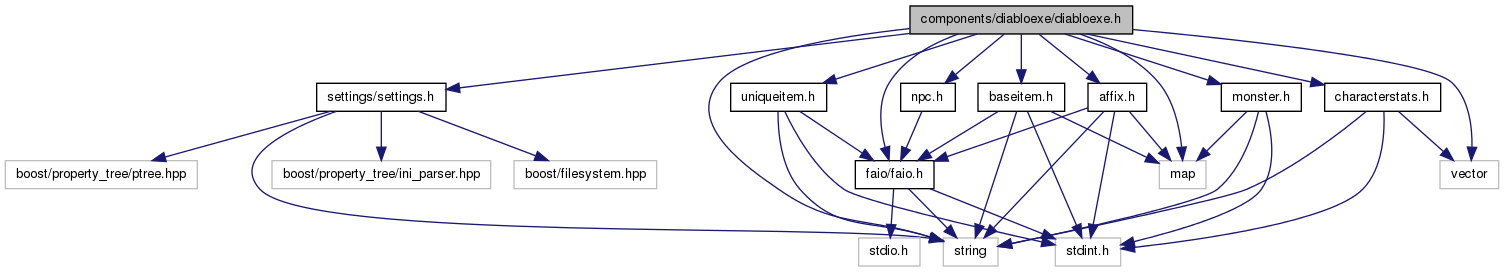 components/diabloexe/diabloexe.h
settings/settings.h
uniqueitem.h
npc.h
baseitem.h
affix.h
monster.h
characterstats.h
boost/property_tree/ptree.hpp
boost/property_tree/ini_parser.hpp
boost/filesystem.hpp
faio/faio.h
map
vector
stdio.h
string
stdint.h